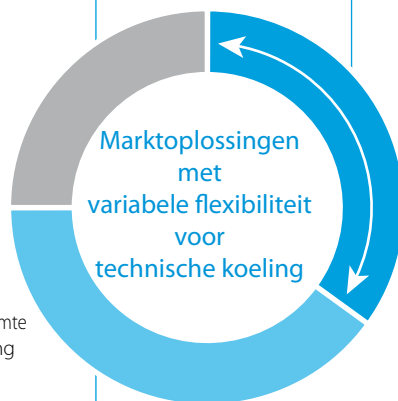 Marktoplossingen
met
variabele flexibiliteit
voor
technische koeling